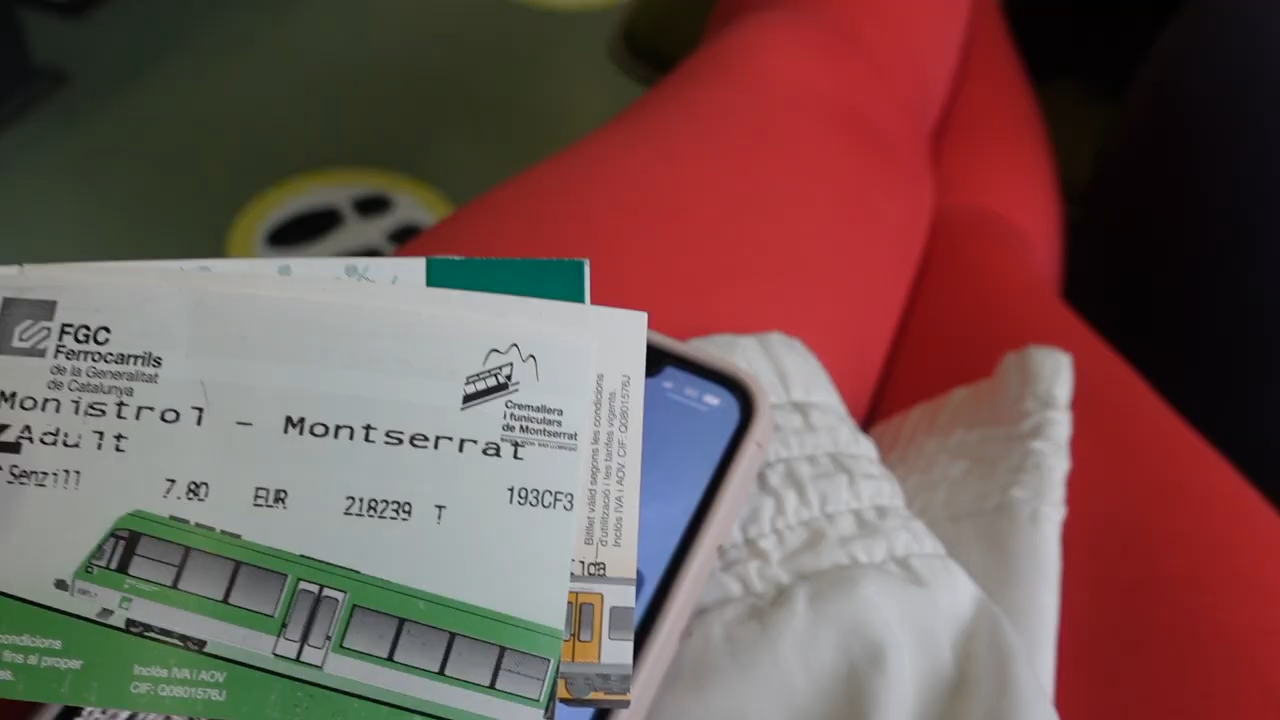 FGC
Ferrocarrils
de la Generalitat
de Catalunya
Monistrol - Montserrat
Adult
Senzill
7.80 EUR 218239 T 193CF3
Cremallera
i funiculars
de Montserrat
Bitllet vàlid segons les condicions
d'utilització i les tarifes vigents.
Inclòs IVA i AOV. CIF: Q0801576J
condicions
fins al proper
Inclòs IVA I AOV
CIF: Q0801576J